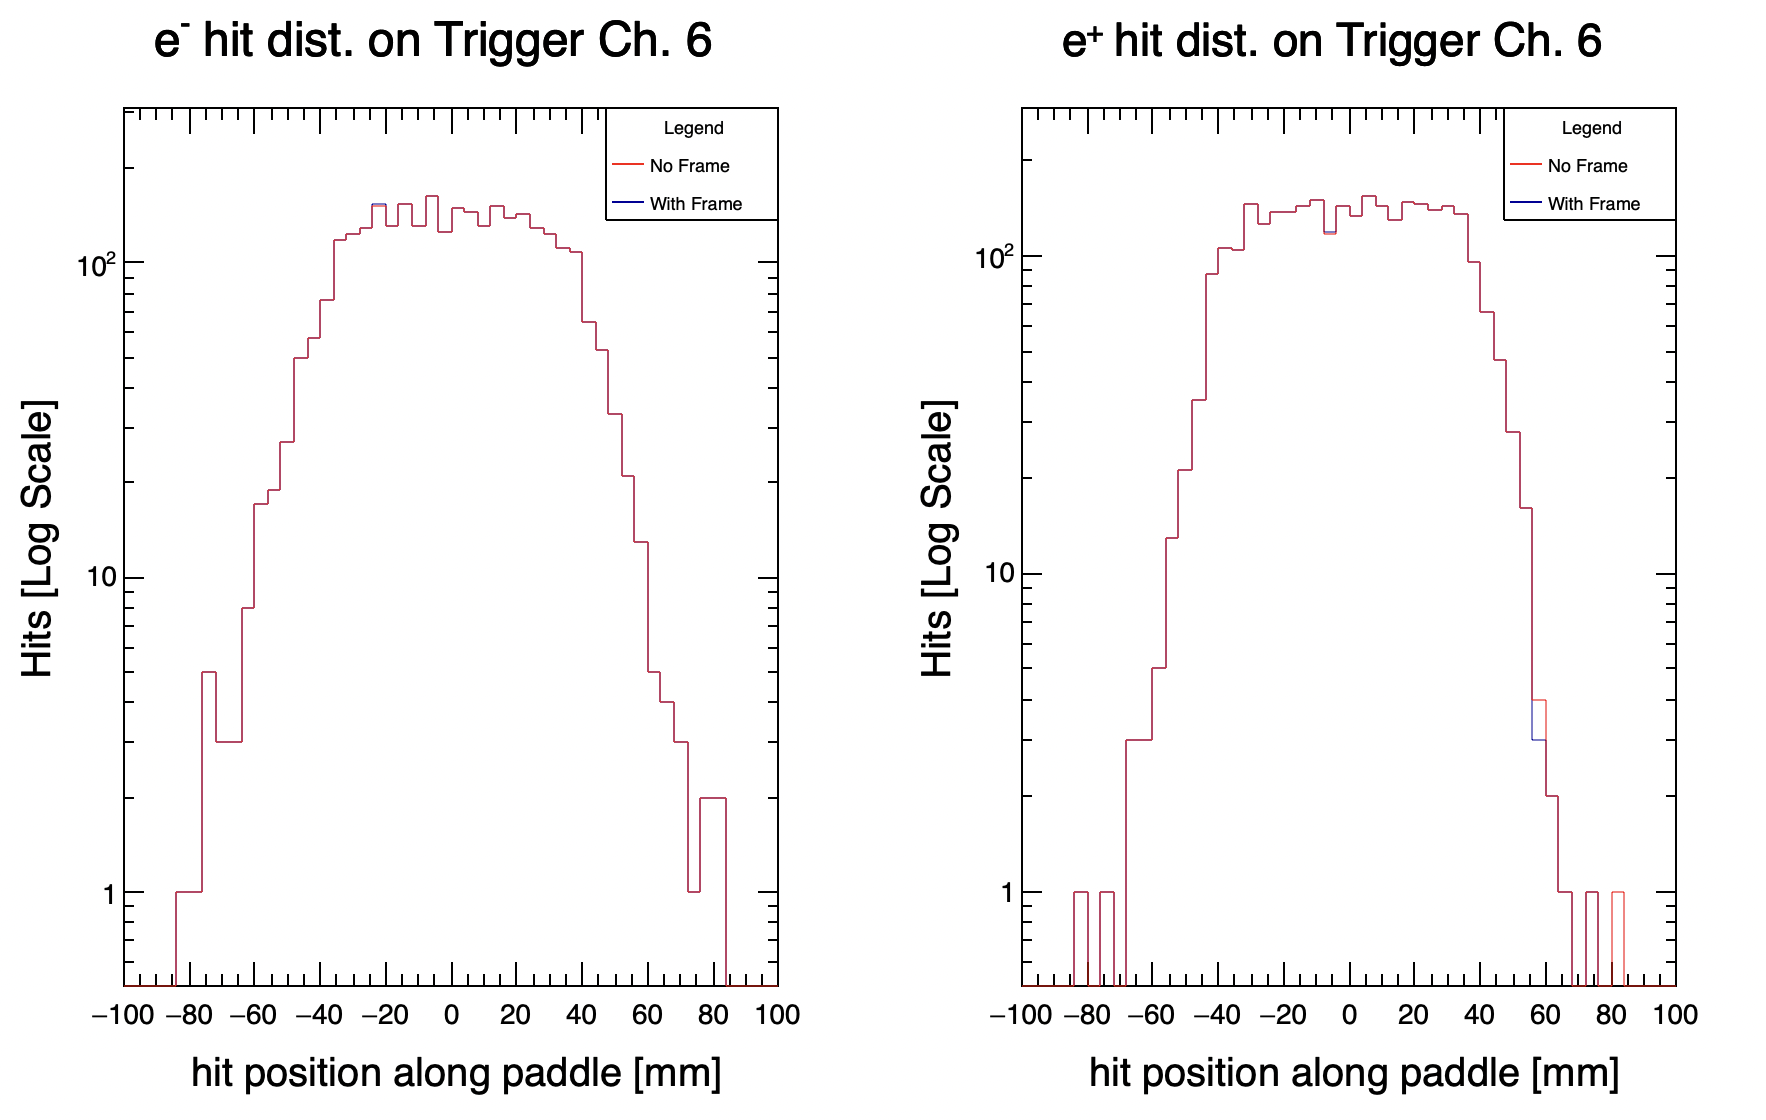 e⁻ hit dist. on Trigger Ch. 6
Legend
No Frame
With Frame
Hits [Log Scale]
10²
10
1
−100 −80 −60 −40 −20 0 20 40 60 80 100
hit position along paddle [mm]
e⁺ hit dist. on Trigger Ch. 6
Legend
No Frame
With Frame
Hits [Log Scale]
10²
10
1
−100 −80 −60 −40 −20 0 20 40 60 80 100
hit position along paddle [mm]